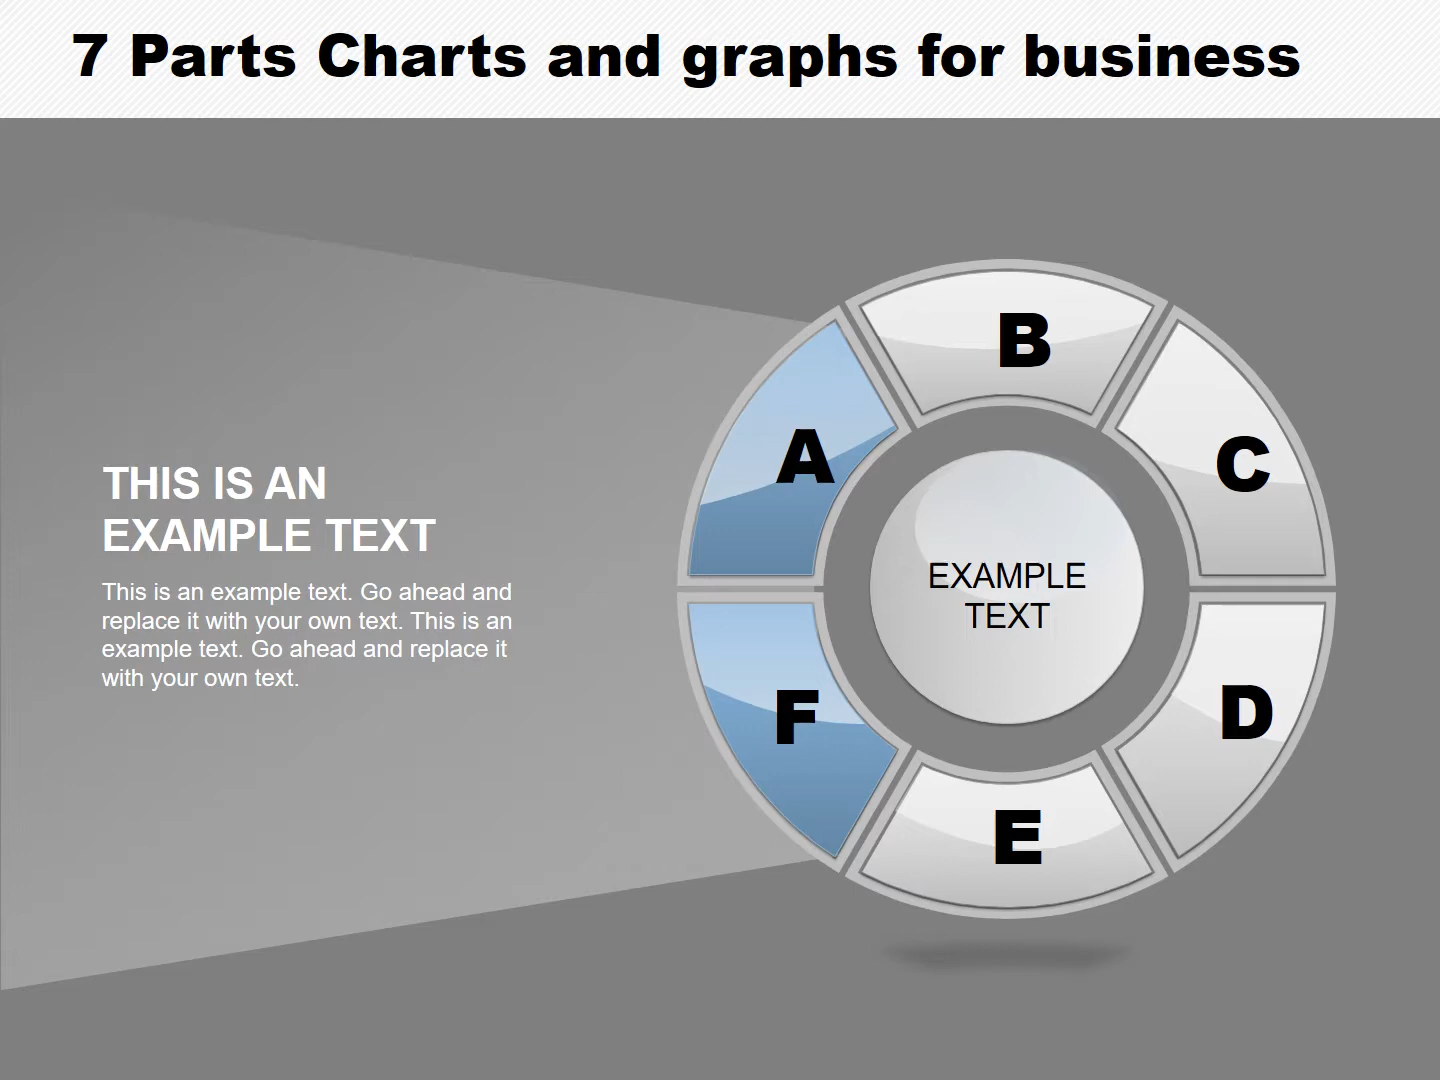 7 Parts Charts and graphs for business
B
A
C
THIS IS AN
EXAMPLE TEXT
This is an example text. Go ahead and
replace it with your own text. This is an
example text. Go ahead and replace it
with your own text.
EXAMPLE
TEXT
F
D
E